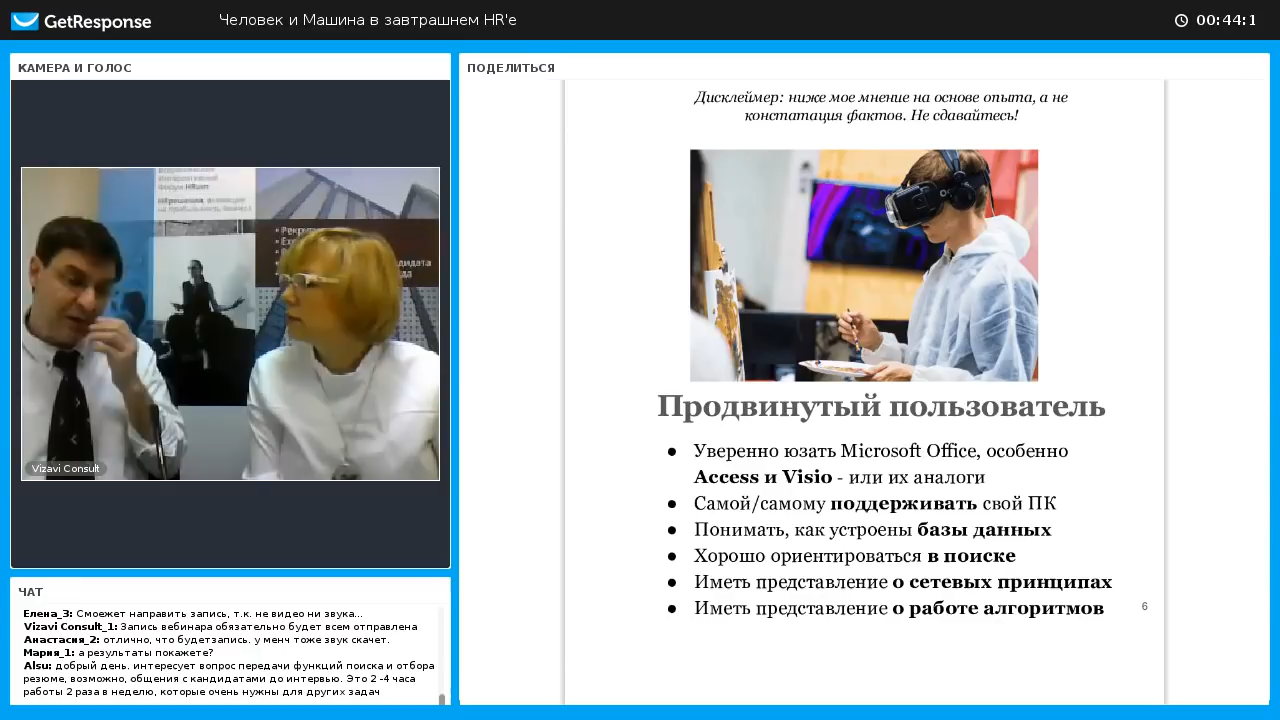 GetResponse
Человек и Машина в завтрашнем HR'е
00:44:1
КАМЕРА И ГОЛОС
Интерактивной
Форум HRum
• Рекру
Vizavi Consult
ЧАТ
Елена_3: Сможет направить запись, т.к. не видео ни звука...
Vizavi Consult_1: Запись вебинара обязательно будет всем отправлена
Анастасия_2: отлично, что будетзапись. у менч тоже звук скачет.
Мария_1: а результаты покажете?
Alsu: добрый день. интересует вопрос передачи функций поиска и отбора
резюме, возможно, общения с кандидатами до интервью. Это 2 -4 часа
работы 2 раза в неделю, которые очень нужны для других задач
ПОДЕЛИТЬСЯ
Дисклеймер: ниже мое мнение на основе опыта, а не
констатация фактов. Не сдавайтесь!
Продвинутый пользователь
● Уверенно юзать Microsoft Office, особенно
Access и Visio - или их аналоги
● Самой/самому поддерживать свой ПК
● Понимать, как устроены базы данных
● Хорошо ориентироваться в поиске
● Иметь представление о сетевых принципах
● Иметь представление о работе алгоритмов
6